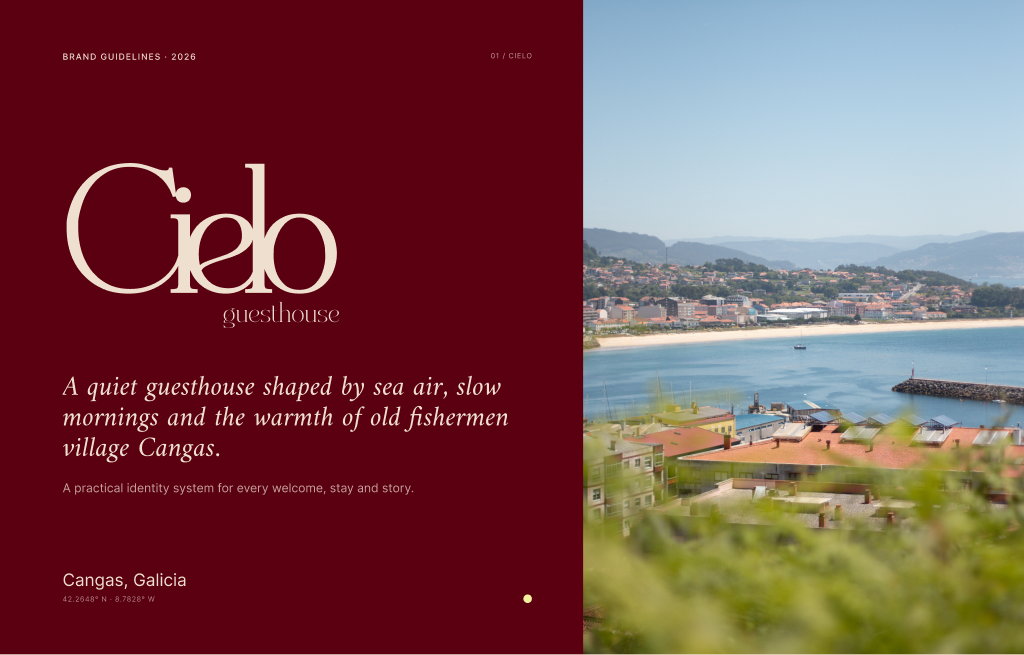 BRAND GUIDELINES · 2026
01 / CIELO
Cielo
guesthouse
A quiet guesthouse shaped by sea air, slow
mornings and the warmth of old fishermen
village Cangas.
A practical identity system for every welcome, stay and story.
Cangas, Galicia
42.2648° N · 8.7828° W